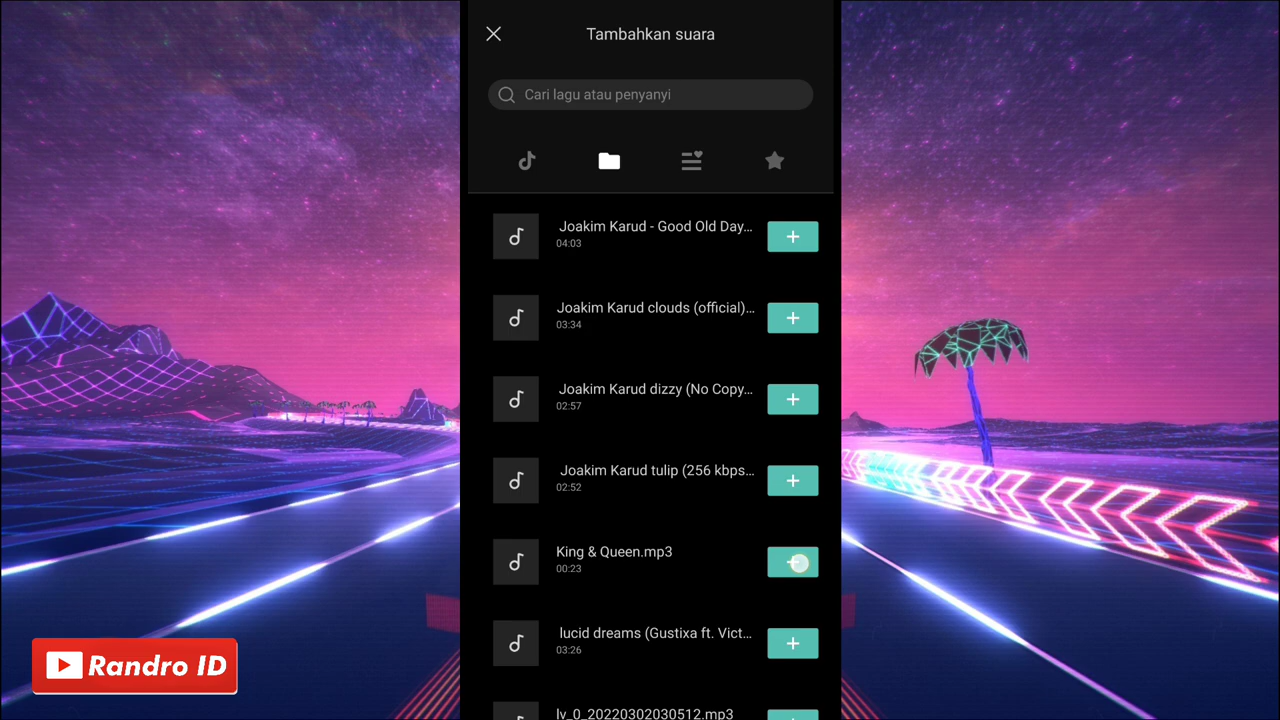 Tambahkan suara
Cari lagu atau penyanyi
Joakim Karud - Good Old Day...
04:03
Joakim Karud clouds (official)...
03:34
Joakim Karud dizzy (No Copy...
02:57
Joakim Karud tulip (256 kbps...
02:52
King & Queen.mp3
00:23
lucid dreams (Gustixa ft. Vict...
03:26
lv_0_20220302030512.mp3
Randro ID